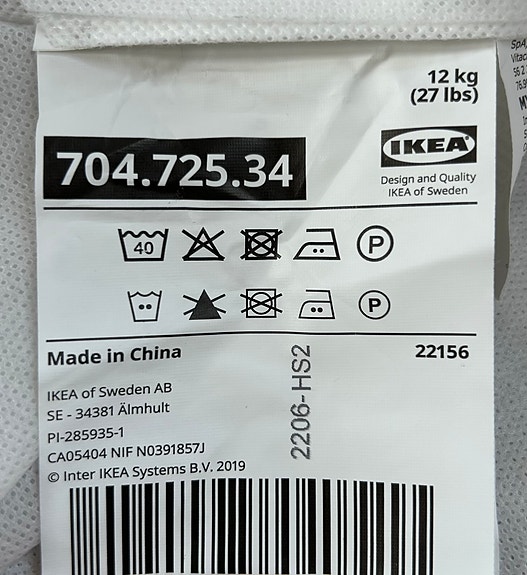 12 kg
(27 lbs)
704.725.34
IKEA
Design and Quality
IKEA of Sweden
40
P
P
Made in China
22156
2206-HS2
IKEA of Sweden AB
SE - 34381 Älmhult
PI-285935-1
CA05404 NIF N0391857J
© Inter IKEA Systems B.V. 2019